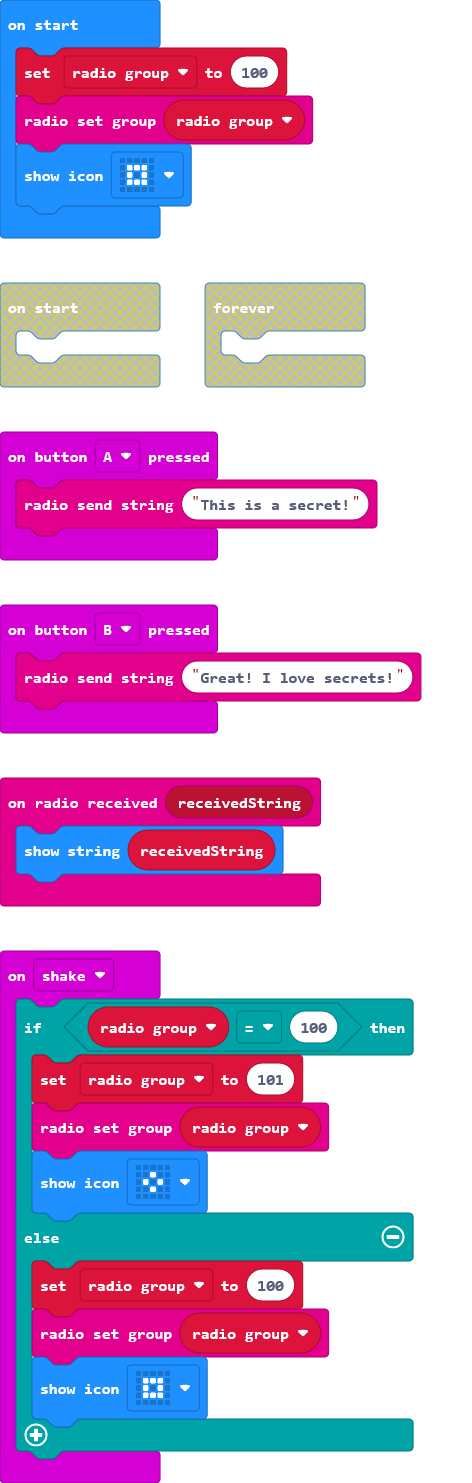 on start
set radio group to 100
radio set group radio group
show icon
on start forever
on button A pressed
radio send string "This is a secret!"
on button B pressed
radio send string "Great! I love secrets!"
on radio received receivedString
show string receivedString
on shake
if radio group = 100 then
set radio group to 101
radio set group radio group
show icon
else
set radio group to 100
radio set group radio group
show icon